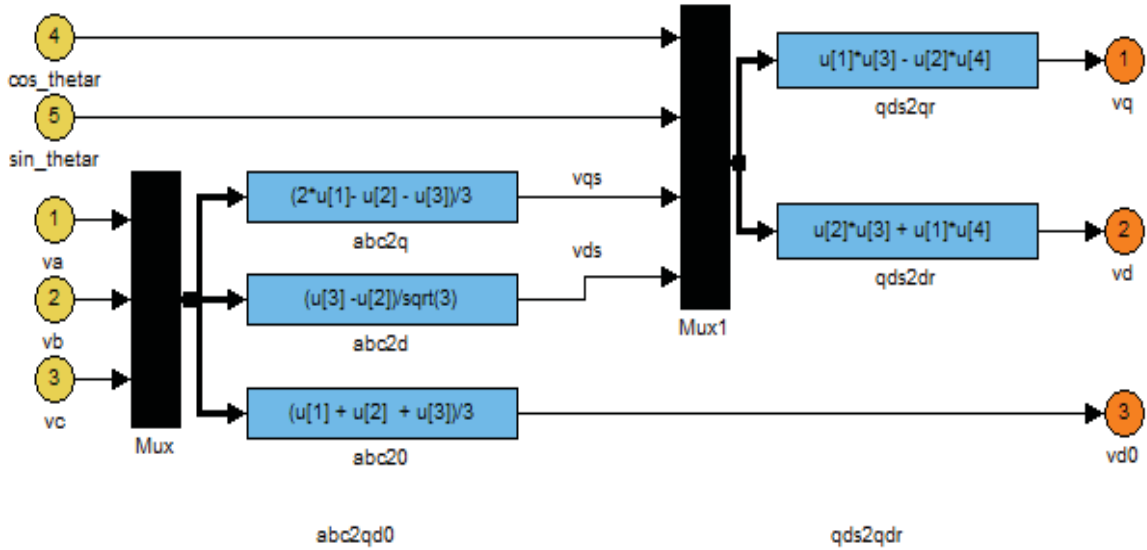 4
cos_thetar
5
sin_thetar
1
va
2
vb
3
vc
Mux
(2*u[1]- u[2] - u[3])/3
abc2q
(u[3] -u[2])/sqrt(3)
abc2d
(u[1] + u[2]  + u[3])/3
abc20
vqs
vds
Mux1
u[1]*u[3] - u[2]*u[4]
qds2qr
u[2]*u[3] + u[1]*u[4]
qds2dr
1
vq
2
vd
3
vd0
abc2qd0
qds2qdr